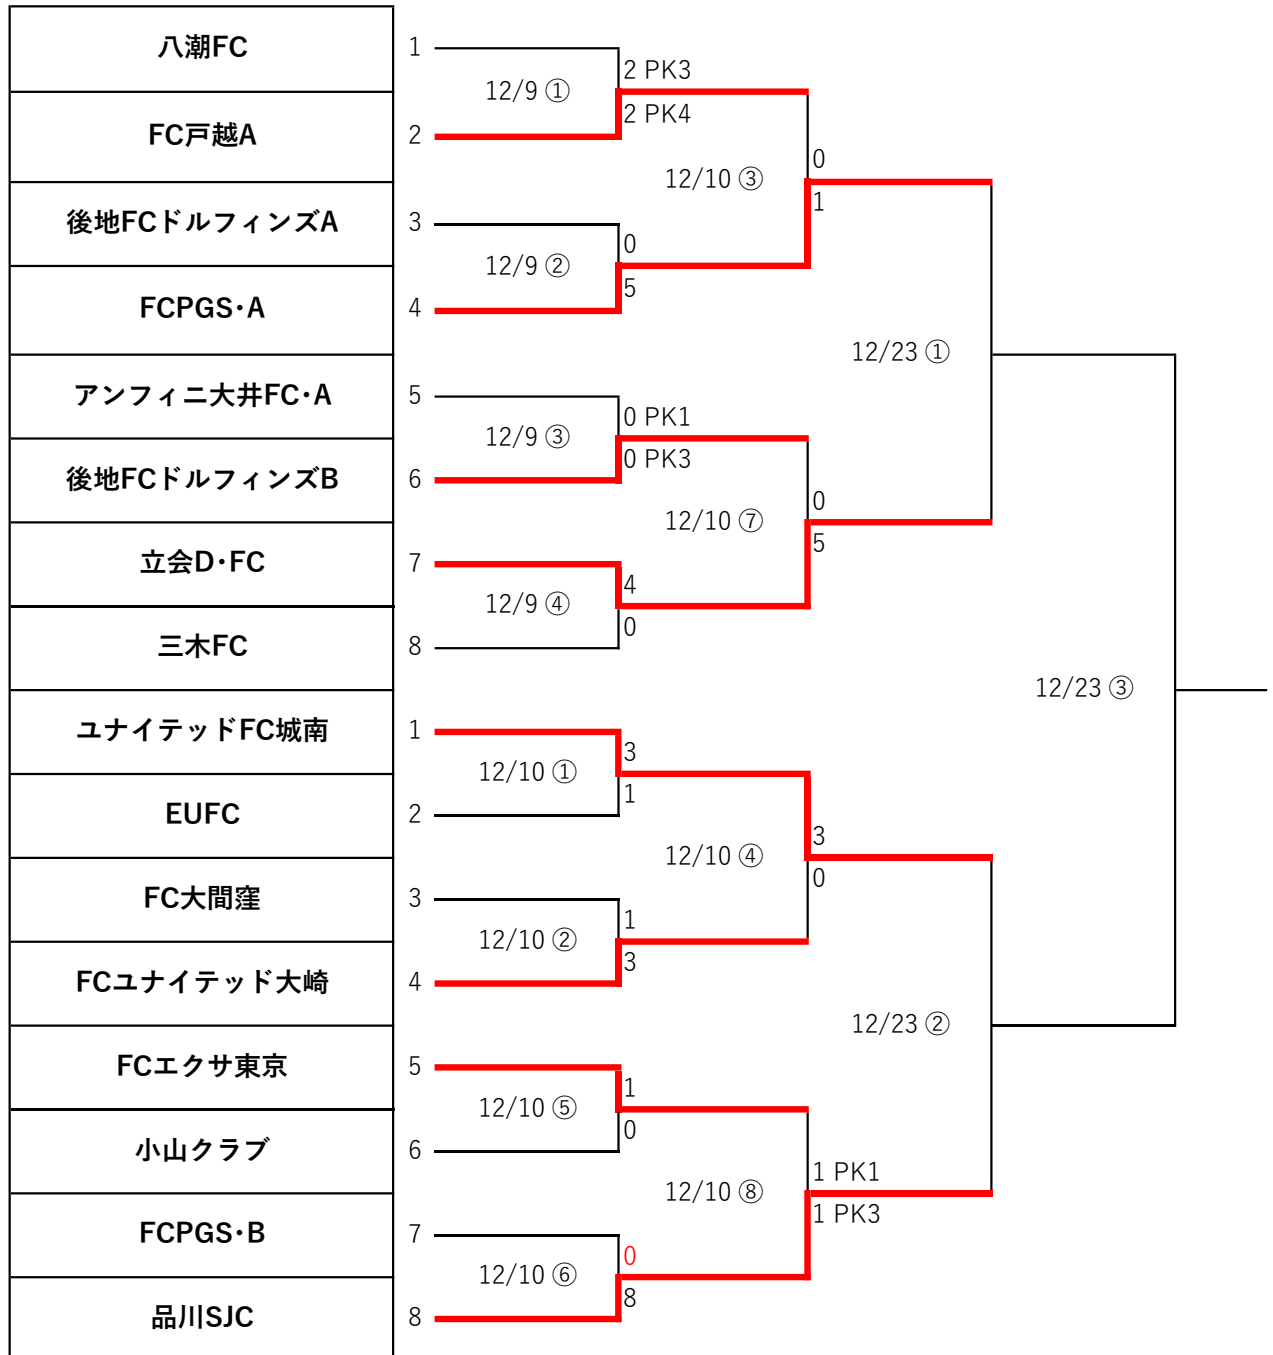 八潮FC
1
2 PK3
12/9 ①
2 PK4
FC戸越A
2
0
12/10 ③
1
後地FCドルフィンズA
3
0
12/9 ②
5
FCPGS・A
4
12/23 ①
アンフィニ大井FC・A
5
0 PK1
12/9 ③
0 PK3
後地FCドルフィンズB
6
0
12/10 ⑦
5
立会D・FC
7
4
12/9 ④
0
三木FC
8
12/23 ③
ユナイテッドFC城南
1
3
12/10 ①
1
EUFC
2
3
12/10 ④
0
FC大間窪
3
1
12/10 ②
3
FCユナイテッド大崎
4
12/23 ②
FCエクサ東京
5
1
12/10 ⑤
0
小山クラブ
6
1 PK1
12/10 ⑧
1 PK3
FCPGS・B
7
0
12/10 ⑥
8
品川SJC
8